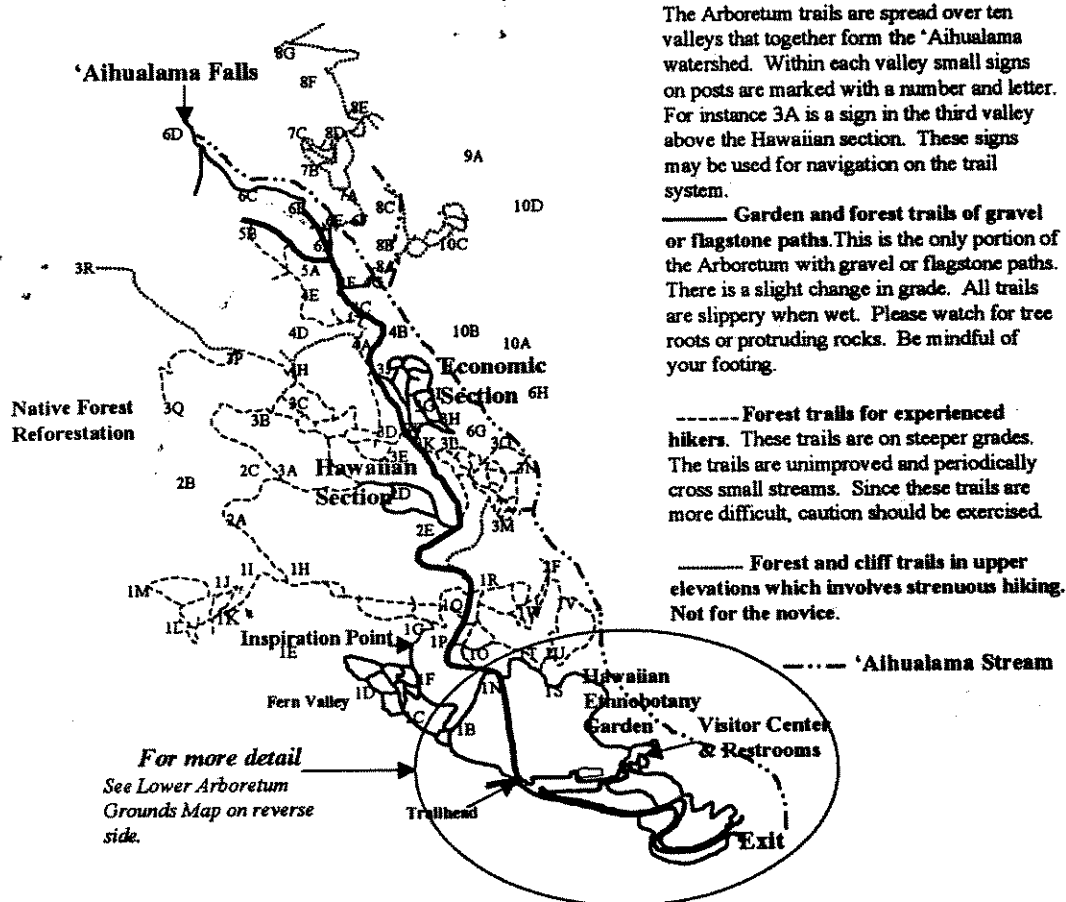 The Arboretum trails are spread over ten
valleys that together form the ‘Aihualama
watershed. Within each valley small signs
on posts are marked with a number and letter.
For instance 3A is a sign in the third valley
above the Hawaiian section. These signs
may be used for navigation on the trail
system.
Garden and forest trails of gravel
or flagstone paths.This is the only portion of
the Arboretum with gravel or flagstone paths.
There is a slight change in grade. All trails
are slippery when wet. Please watch for tree
roots or protruding rocks. Be mindful of
your footing.
Forest trails for experienced
hikers. These trails are on steeper grades.
The trails are unimproved and periodically
cross small streams. Since these trails are
more difficult, caution should be exercised.
Forest and cliff trails in upper
elevations which involves strenuous hiking.
Not for the novice.
‘Aihualama Stream
8G
‘Aihualama Falls
8F
8E
6D
7C 8D
9A
7B
7A
6C
8C
10D
5B
8B
10C
3R
5A
8A
4E
4D
4B
10B
4A
10A
Economic
Section
3P
4H
6H
Native Forest
Reforestation
3Q
3C
3B
3H
3D
6G
3K
3E
2C
3A
3N
Hawaiian
Section
2D
2B
2A
2E
3M
1I
1H
1J
1R
1M
1Q
1W
1V
1L
1K
1G
Inspiration Point
1P
1E
1O
1T
1U
1F
1N
1S
Hawaiian
Ethnobotany
Garden
1D
Fern Valley
1C
1B
Visitor Center
& Restrooms
For more detail
See Lower Arboretum
Grounds Map on reverse
side.
Trailhead
Exit